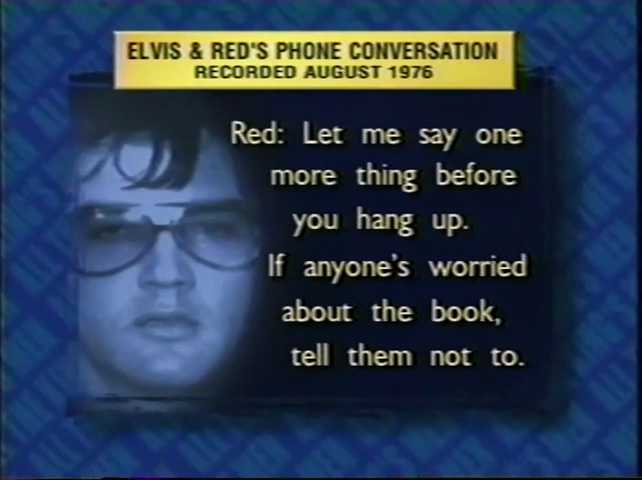 ELVIS & RED'S PHONE CONVERSATION
RECORDED AUGUST 1976
Red: Let me say one
more thing before
you hang up.
If anyone's worried
about the book,
tell them not to.